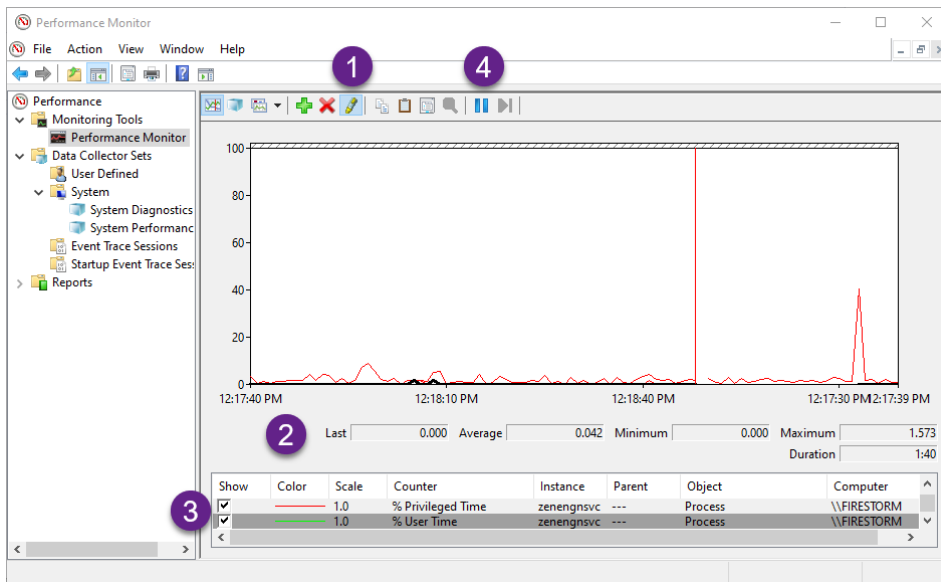 Performance Monitor
File Action View Window Help
1
4
Performance
Monitoring Tools
Performance Monitor
Data Collector Sets
User Defined
System
System Diagnostics
System Performanc
Event Trace Sessions
Startup Event Trace Ses
Reports
100
80
60
40
20
0
12:17:40 PM 12:18:10 PM 12:18:40 PM 12:17:30 PM 12:17:39 PM
2
Last 0.000 Average 0.042 Minimum 0.000 Maximum 1.573
Duration 1:40
Show Color Scale Counter Instance Parent Object Computer
3
1.0 % Privileged Time zenengnsvc --- Process \\FIRESTORM
1.0 % User Time zenengnsvc --- Process \\FIRESTORM